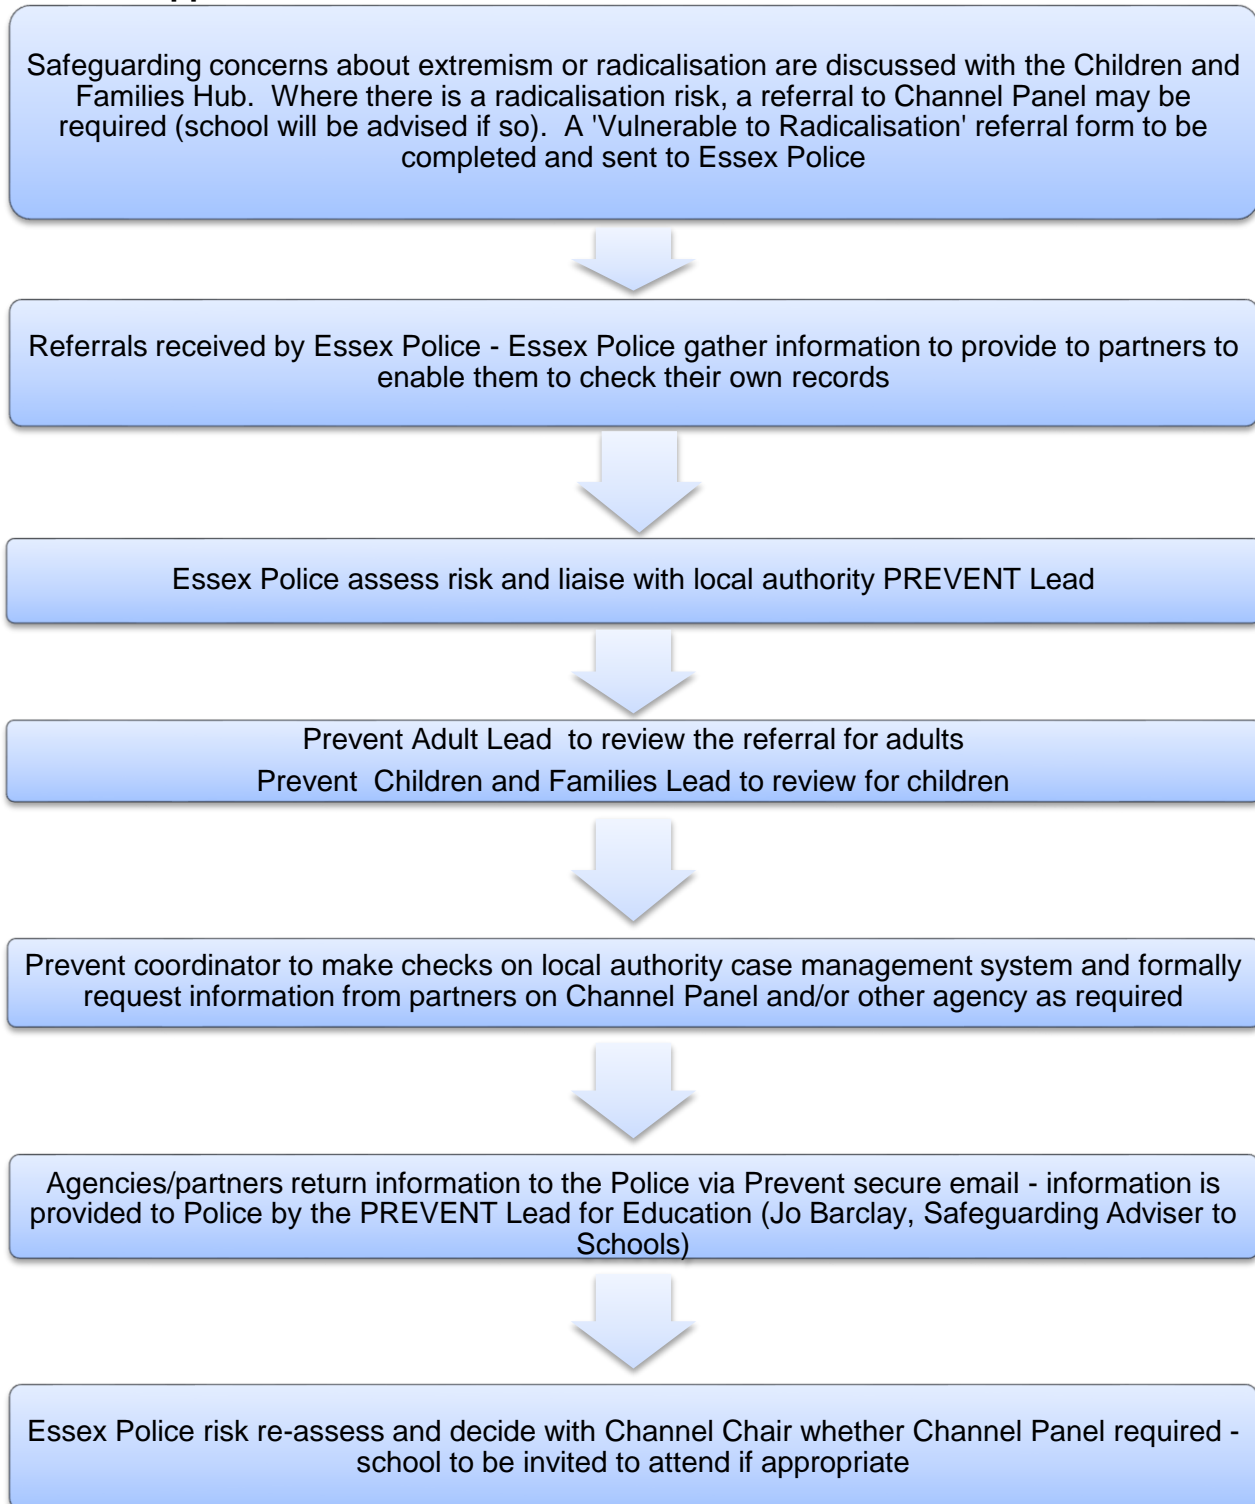 Safeguarding concerns about extremism or radicalisation are discussed with the Children and
Families Hub. Where there is a radicalisation risk, a referral to Channel Panel may be
required (school will be advised if so). A 'Vulnerable to Radicalisation' referral form to be
completed and sent to Essex Police
Referrals received by Essex Police - Essex Police gather information to provide to partners to
enable them to check their own records
Essex Police assess risk and liaise with local authority PREVENT Lead
Prevent Adult Lead to review the referral for adults
Prevent Children and Families Lead to review for children
Prevent coordinator to make checks on local authority case management system and formally
request information from partners on Channel Panel and/or other agency as required
Agencies/partners return information to the Police via Prevent secure email - information is
provided to Police by the PREVENT Lead for Education (Jo Barclay, Safeguarding Adviser to
Schools)
Essex Police risk re-assess and decide with Channel Chair whether Channel Panel required -
school to be invited to attend if appropriate